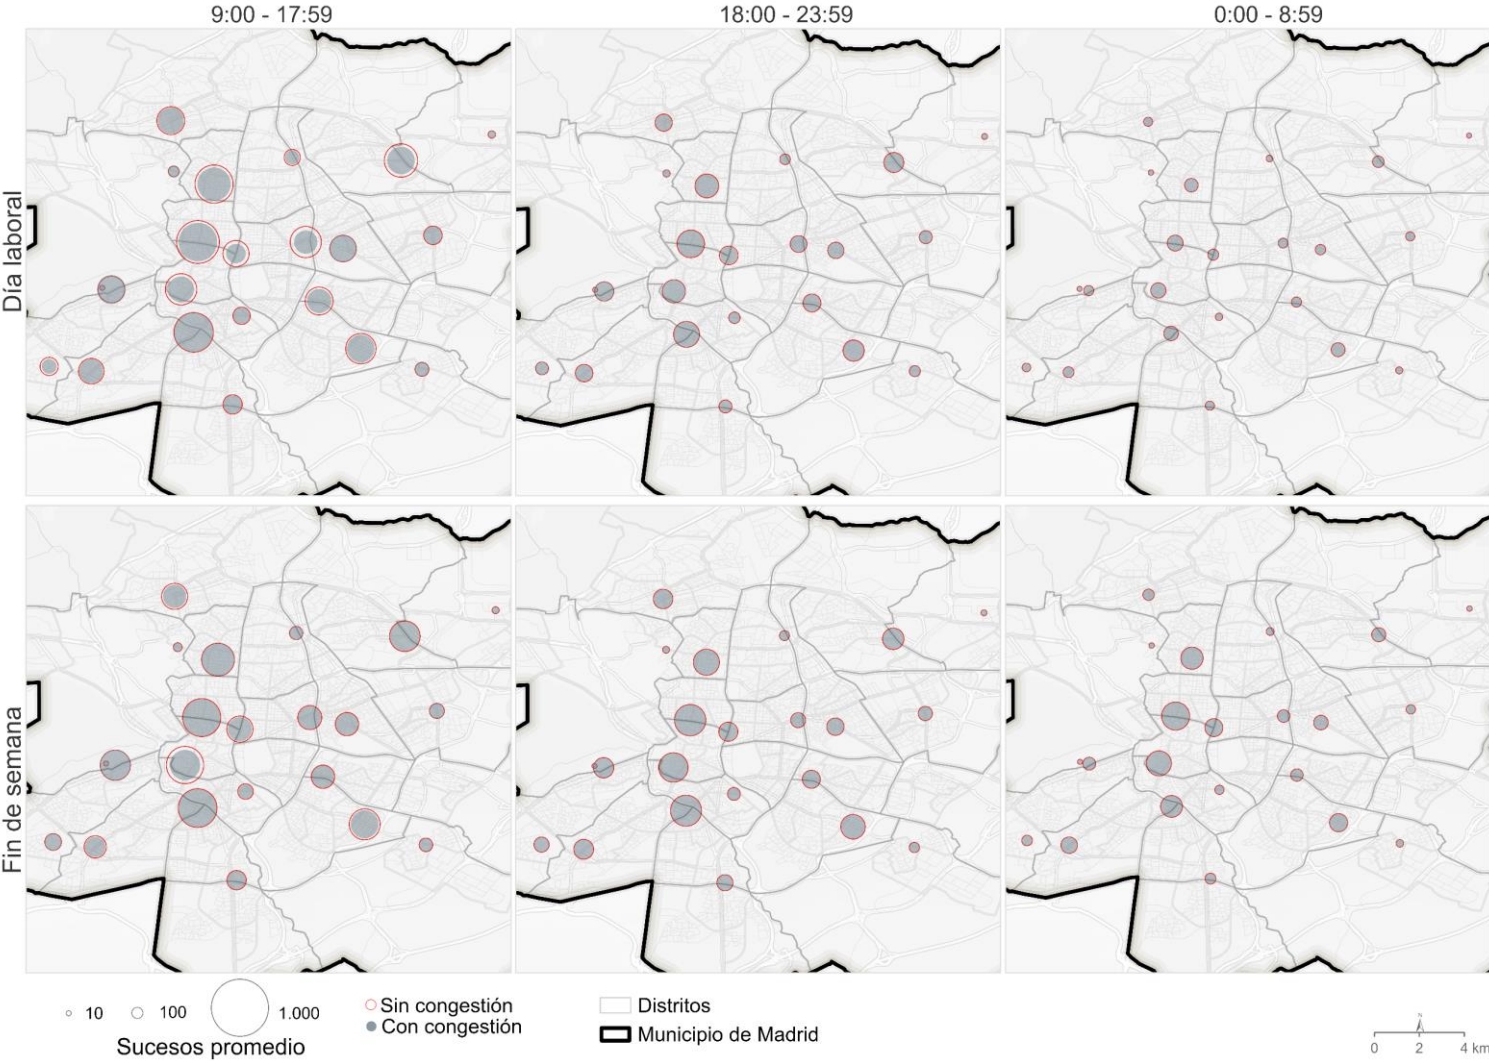 9:00 - 17:59
18:00 - 23:59
0:00 - 8:59
Día laboral
Fin de semana
10
100
1.000
Sucesos promedio
Sin congestión
Con congestión
Distritos
Municipio de Madrid
N
0 2 4 km